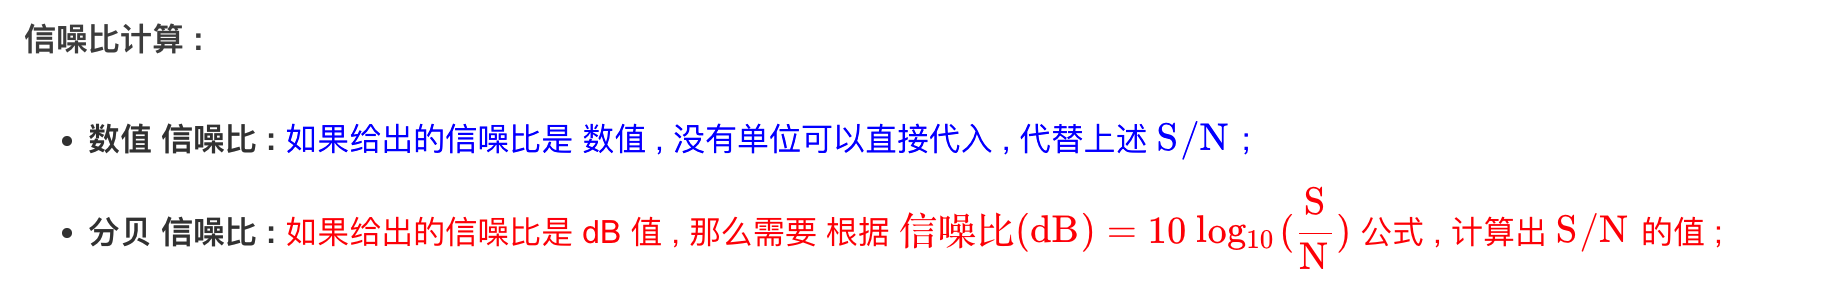 信噪比计算 :
• 数值 信噪比 : 如果给出的信噪比是 数值 , 没有单位可以直接代入 , 代替上述 S/N ;
• 分贝 信噪比 : 如果给出的信噪比是 dB 值 , 那么需要 根据 信噪比(dB) = 10 log₁₀(S/N) 公式 , 计算出 S/N 的值 ;